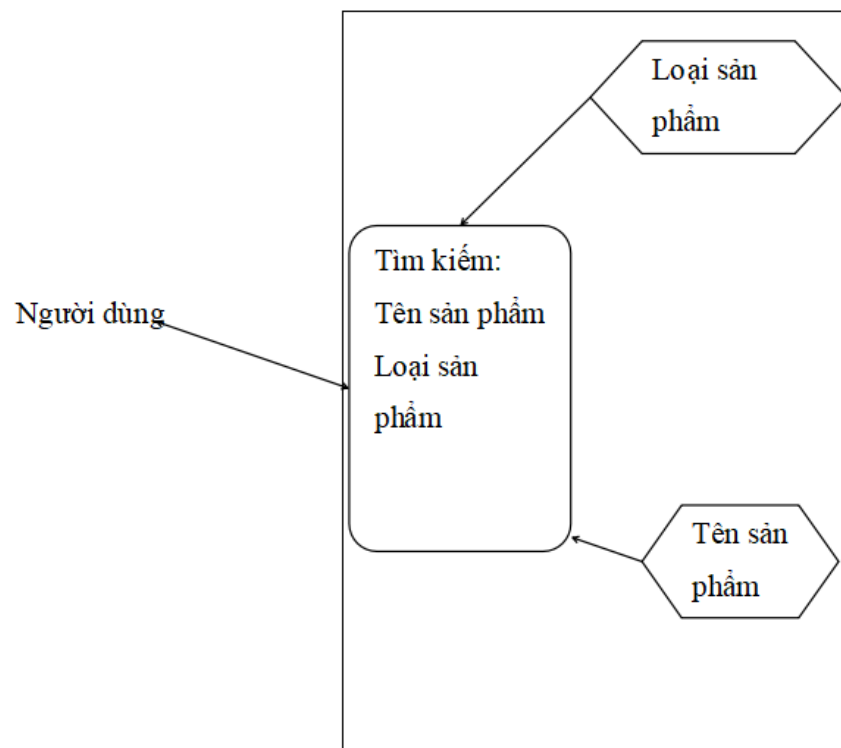 Loại sản
phẩm
Tìm kiếm:
Tên sản phẩm
Loại sản
phẩm
Người dùng
Tên sản
phẩm